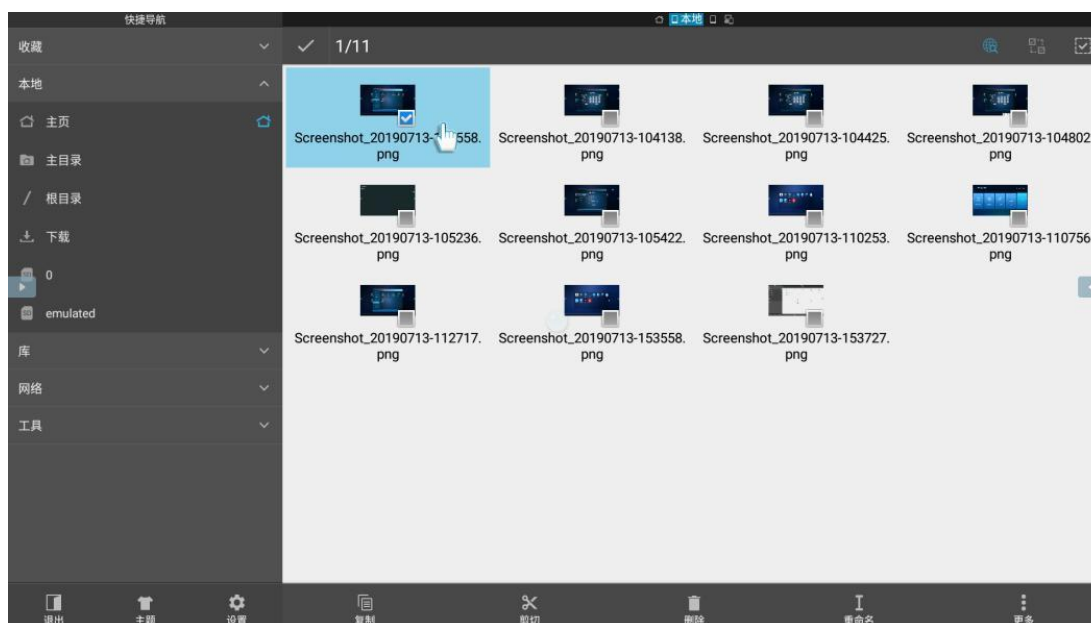 快捷导航
本地
收藏
1/11
本地
主页
主目录
根目录
下载
0
emulated
库
网络
工具
Screenshot_20190713-104138.
png
Screenshot_20190713-104425.
png
Screenshot_20190713-104802
png
Screenshot_20190713-105236.
png
Screenshot_20190713-105422.
png
Screenshot_20190713-110253.
png
Screenshot_20190713-110756
png
Screenshot_20190713-112717.
png
Screenshot_20190713-153558.
png
Screenshot_20190713-153727.
png
退出
主题
设置
复制
剪切
删除
重命名
更多